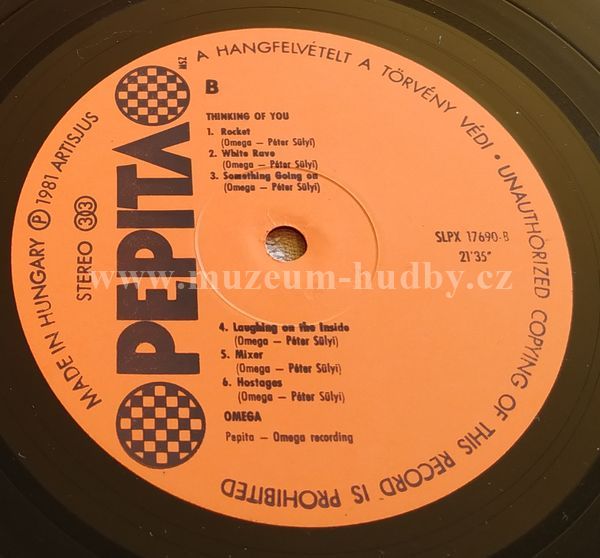 A HANGFELVÉTELT A TÖRVÉNY VÉDI • UNAUTHORIZED COPYING OF THIS RECORD IS PROHIBITED
MADE IN HUNGARY Ⓟ 1981 ARTISJUS
STEREO 33
PEPITA
MSZ
B
THINKING OF YOU
1. Rocket
(Omega — Péter Sülyi)
2. White Rave
(Omega — Péter Sülyi)
3. Something Going on
(Omega — Péter Sülyi)
SLPX 17690-B
21'35"
www.muzeum-hudby.cz
4. Laughing on the Inside
(Omega — Péter Sülyi)
5. Mixer
(Omega — Péter Sülyi)
6. Hostages
(Omega — Péter Sülyi)
OMEGA
Pepita — Omega recording